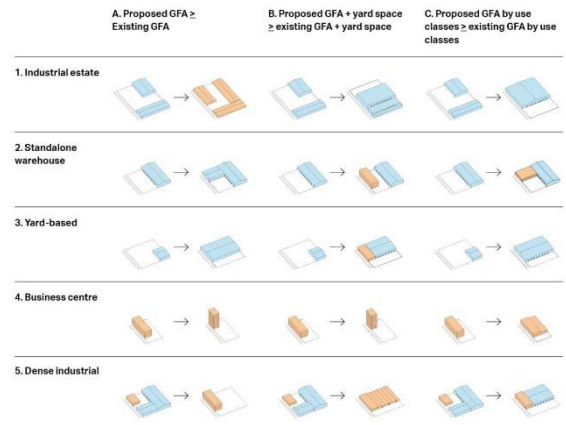 A. Proposed GFA ≥
Existing GFA
B. Proposed GFA + yard space
≥ existing GFA + yard space
C. Proposed GFA by use
classes ≥ existing GFA by use
classes
1. Industrial estate
2. Standalone
warehouse
3. Yard-based
4. Business centre
5. Dense industrial